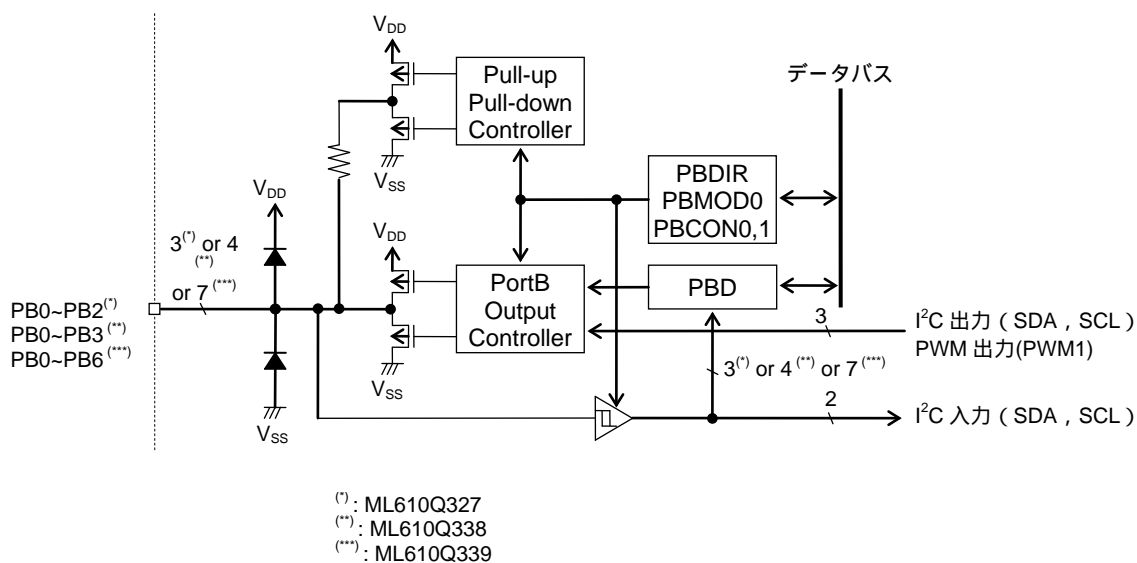 VDD
Pull-up
Pull-down
Controller
VSS
データバス
PBDIR
PBMOD0
PBCON0,1
VDD
3(*) or 4
(**)
or 7 (***)
VDD
PortB
Output
Controller
PBD
PB0~PB2(*)
PB0~PB3(**)
PB0~PB6(***)
VSS
VSS
3
I2C 出力 ( SDA , SCL )
PWM 出力(PWM1)
3(*) or 4 (**) or 7 (***)
2
I2C 入力 ( SDA , SCL )
(*) : ML610Q327
(**) : ML610Q338
(***) : ML610Q339